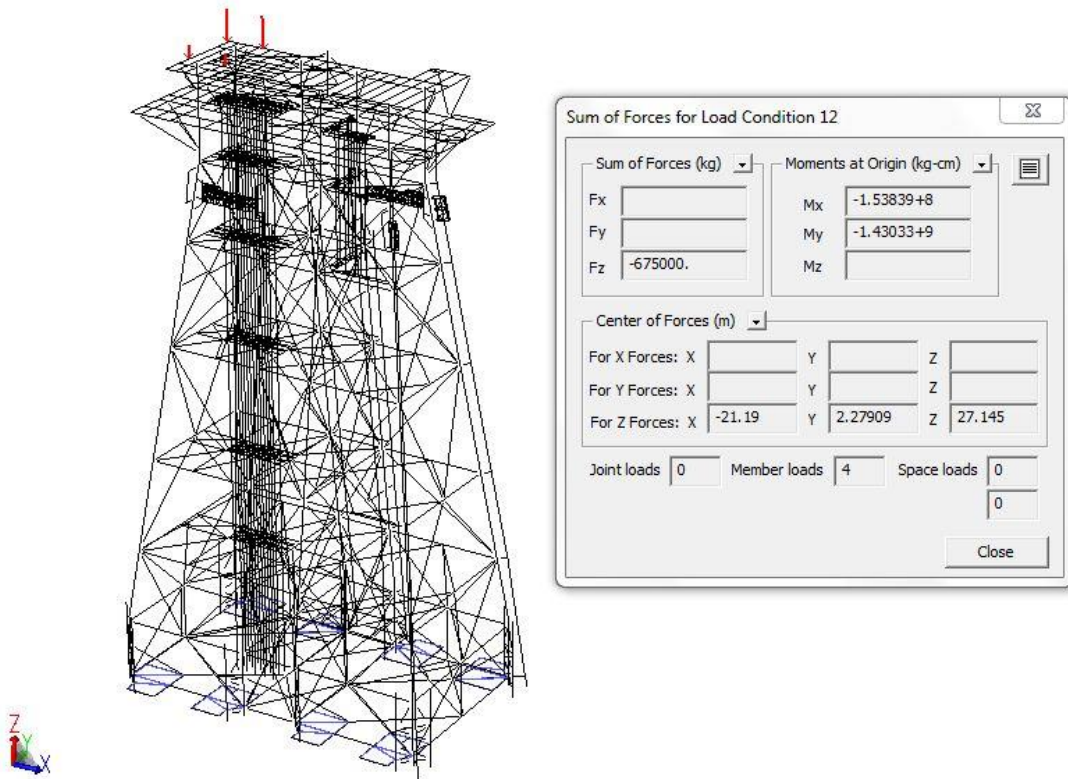 Sum of Forces for Load Condition 12
Sum of Forces (kg)
Fx
Fy
Fz -675000.
Moments at Origin (kg-cm)
Mx -1.53839+8
My -1.43033+9
Mz
Center of Forces (m)
For X Forces: X Y Z
For Y Forces: X Y Z
For Z Forces: X -21.19 Y 2.27909 Z 27.145
Joint loads 0 Member loads 4 Space loads 0
0
Close
Z
Y
X